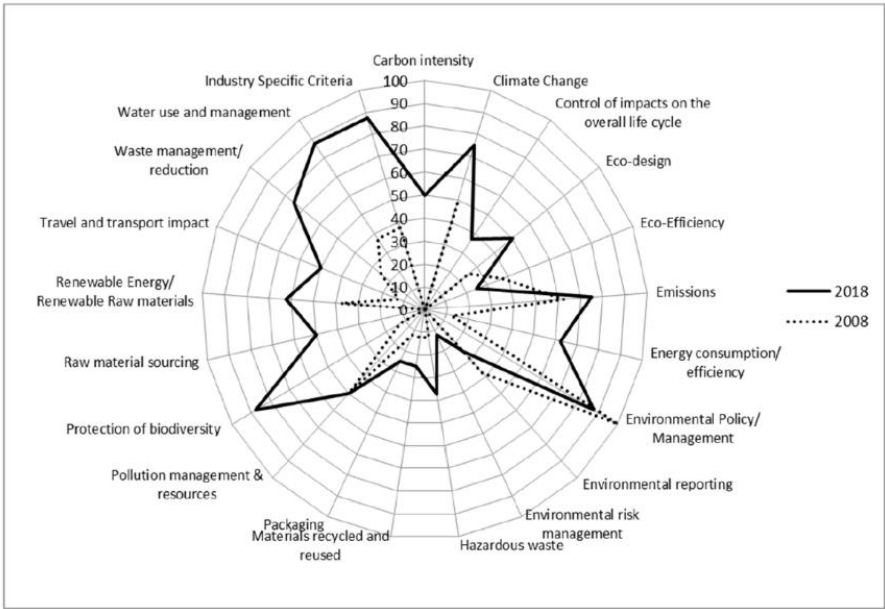 Carbon intensity
Industry Specific Criteria
Climate Change
Water use and management
Control of impacts on the
overall life cycle
Waste management/
reduction
Eco-design
Travel and transport impact
Eco-Efficiency
Renewable Energy/
Renewable Raw materials
Emissions
Raw material sourcing
Energy consumption/
efficiency
Protection of biodiversity
Environmental Policy/
Management
Pollution management &
resources
Environmental reporting
Packaging
Environmental risk
management
Materials recycled and
reused
Hazardous waste
100
90
80
70
60
50
40
30
20
10
0
2018
2008